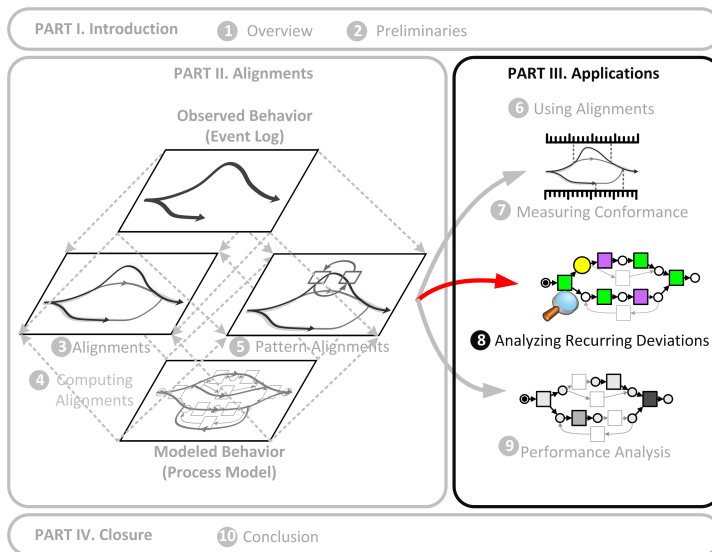 PART I. Introduction 1 Overview 2 Preliminaries
PART II. Alignments
Observed Behavior
(Event Log)
3 Alignments
5 Pattern Alignments
4 Computing
Alignments
Modeled Behavior
(Process Model)
PART III. Applications
6 Using Alignments
7 Measuring Conformance
8 Analyzing Recurring Deviations
9 Performance Analysis
PART IV. Closure 10 Conclusion